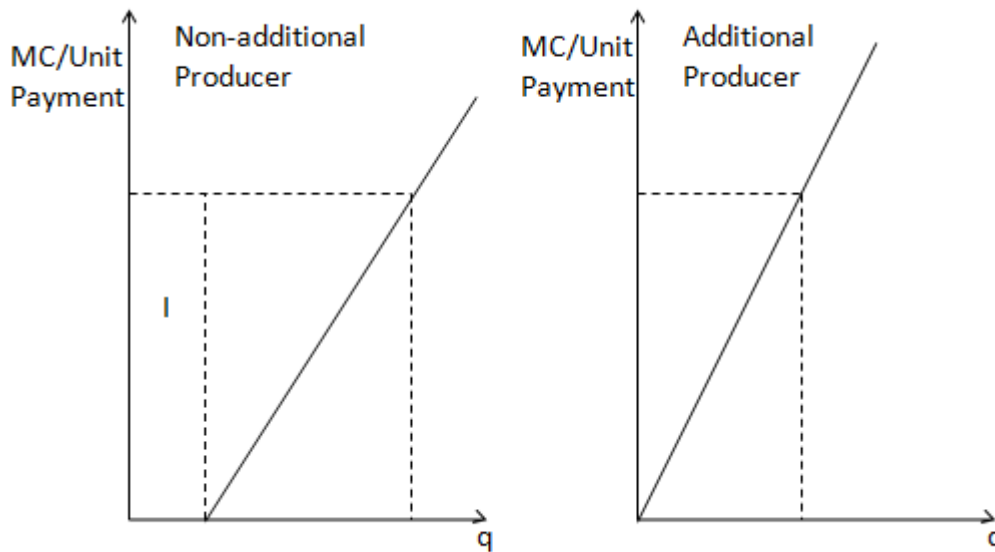 MC/Unit
Payment
Non-additional
Producer
I
q
MC/Unit
Payment
Additional
Producer
q